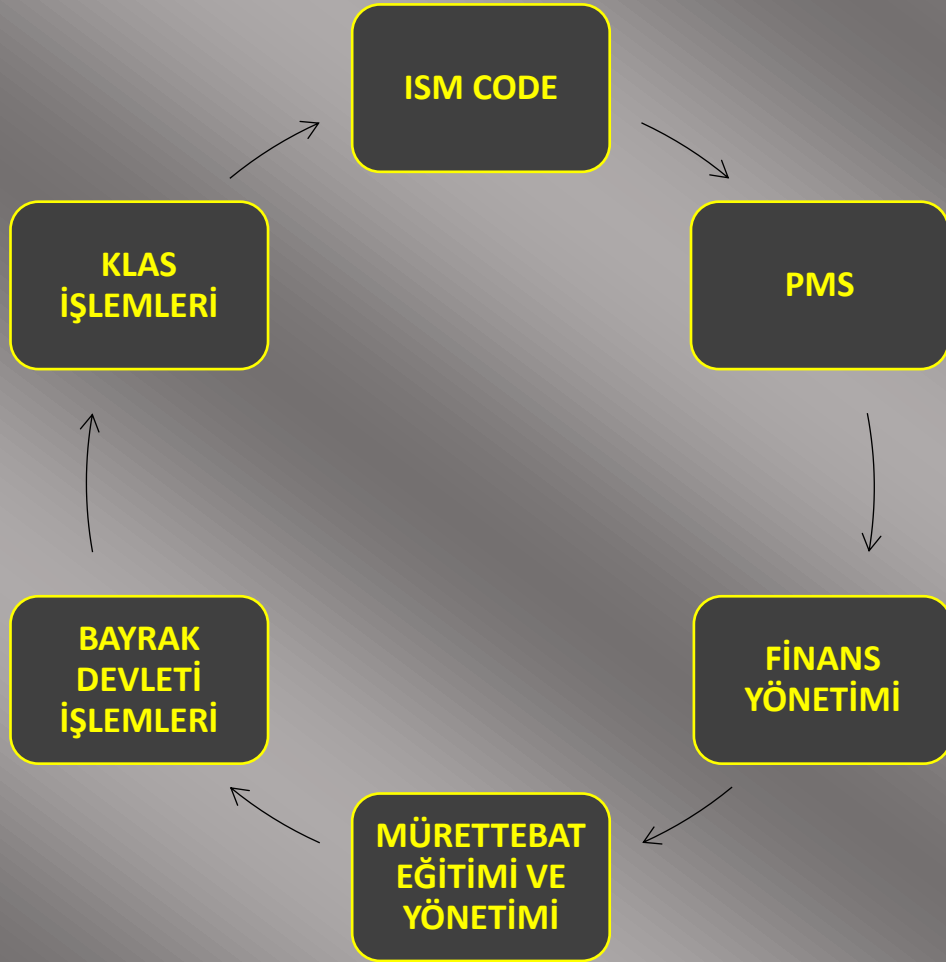 ISM CODE
PMS
FİNANS
YÖNETİMİ
MÜRETTEBAT
EĞİTİMİ VE
YÖNETİMİ
BAYRAK
DEVLETİ
İŞLEMLERİ
KLAS
İŞLEMLERİ